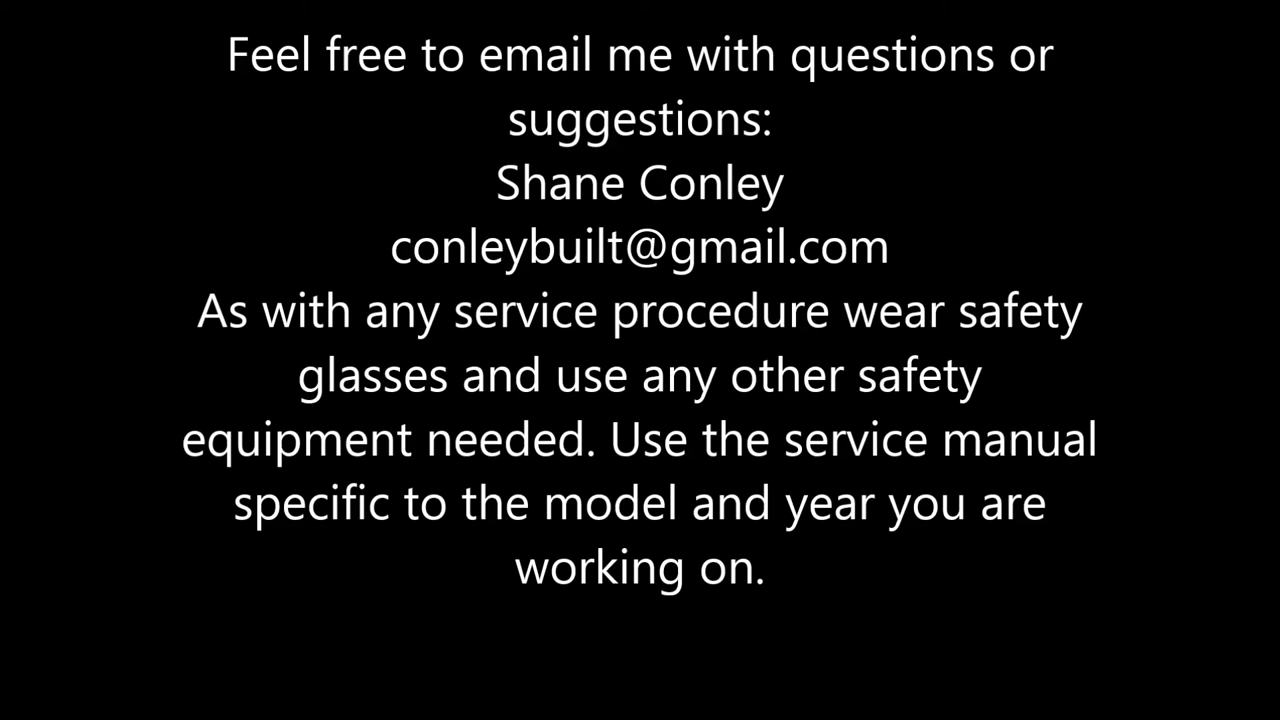 Feel free to email me with questions or
suggestions:
Shane Conley
conleybuilt@gmail.com
As with any service procedure wear safety
glasses and use any other safety
equipment needed. Use the service manual
specific to the model and year you are
working on.